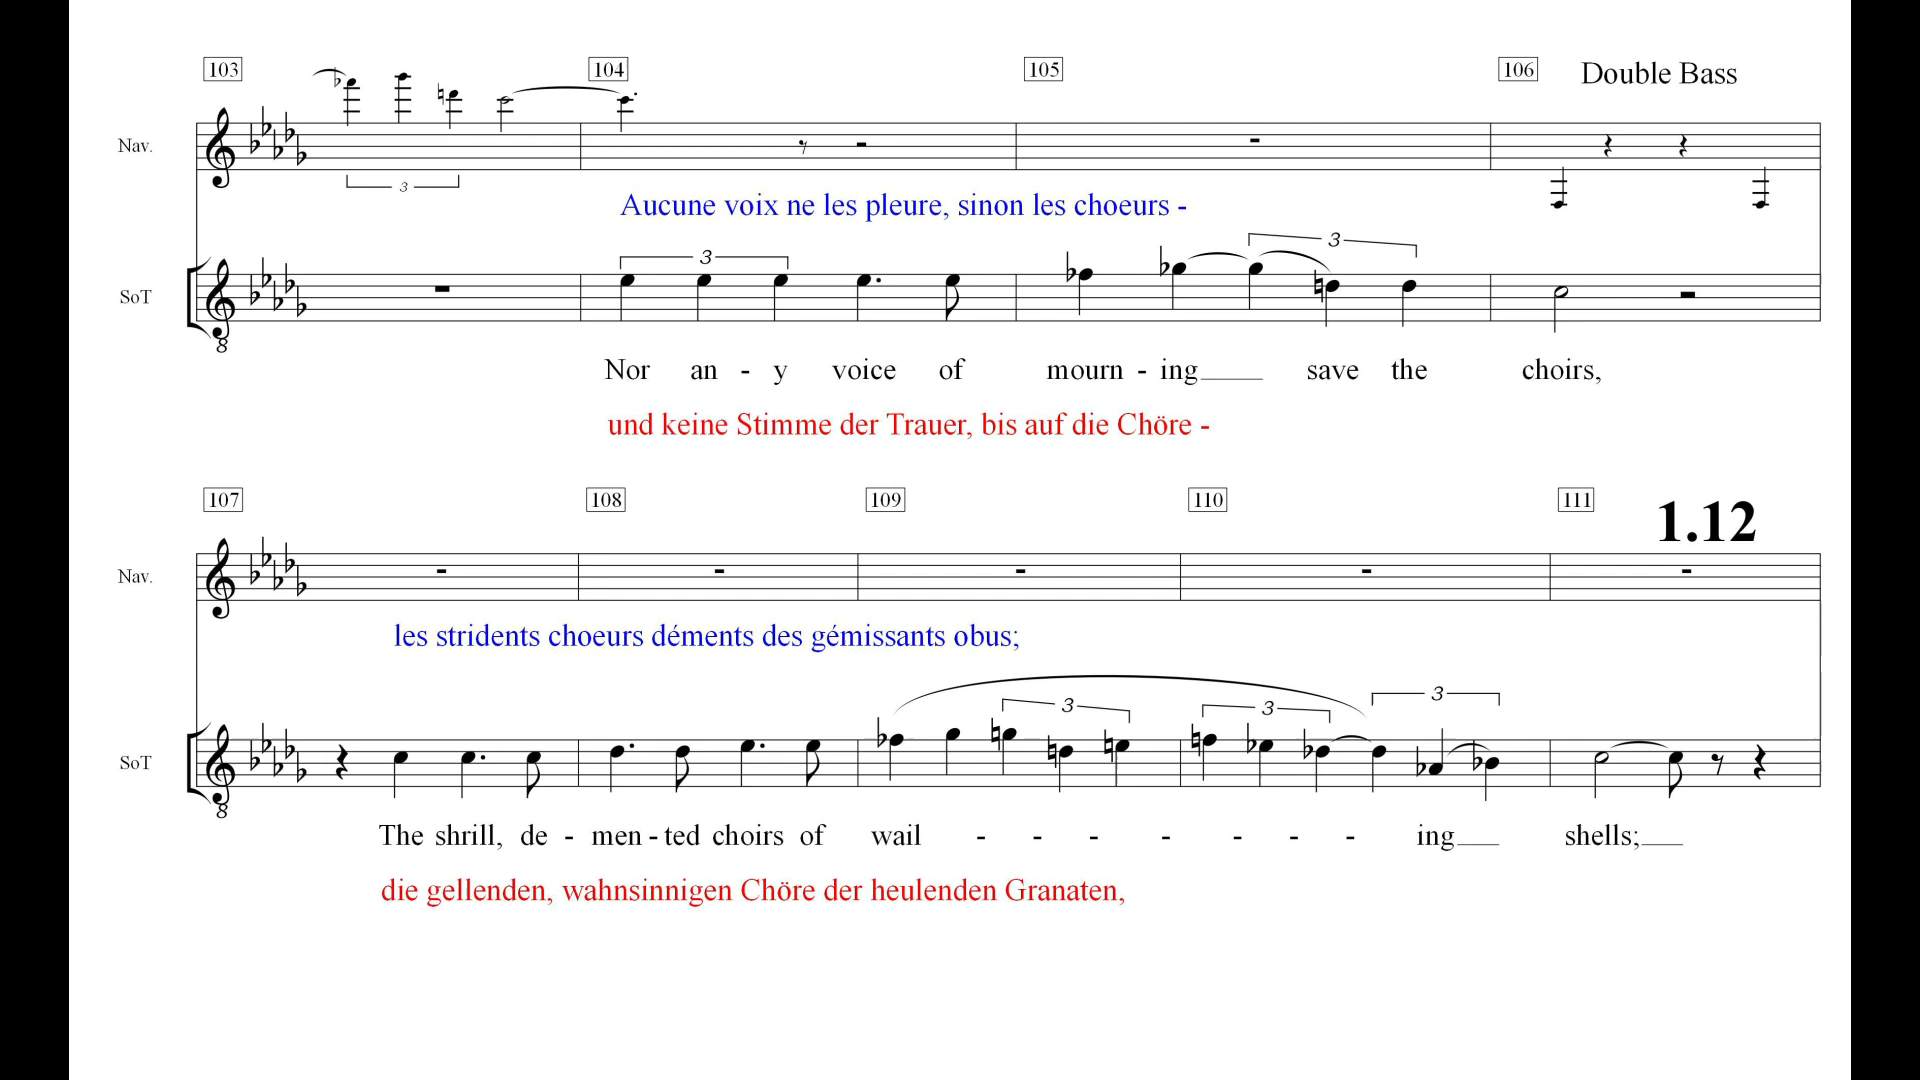 103 104 105 106 Double Bass
Nav.
3
Aucune voix ne les pleure, sinon les choeurs -
3 3
SoT
8
Nor an - y voice of mourn - ing save the choirs,
und keine Stimme der Trauer, bis auf die Chöre -
107 108 109 110 111 1.12
Nav.
les stridents choeurs déments des gémissants obus;
3 3 3
SoT
8
The shrill, de - men - ted choirs of wail - - - - - - - ing shells;
die gellenden, wahnsinnigen Chöre der heulenden Granaten,